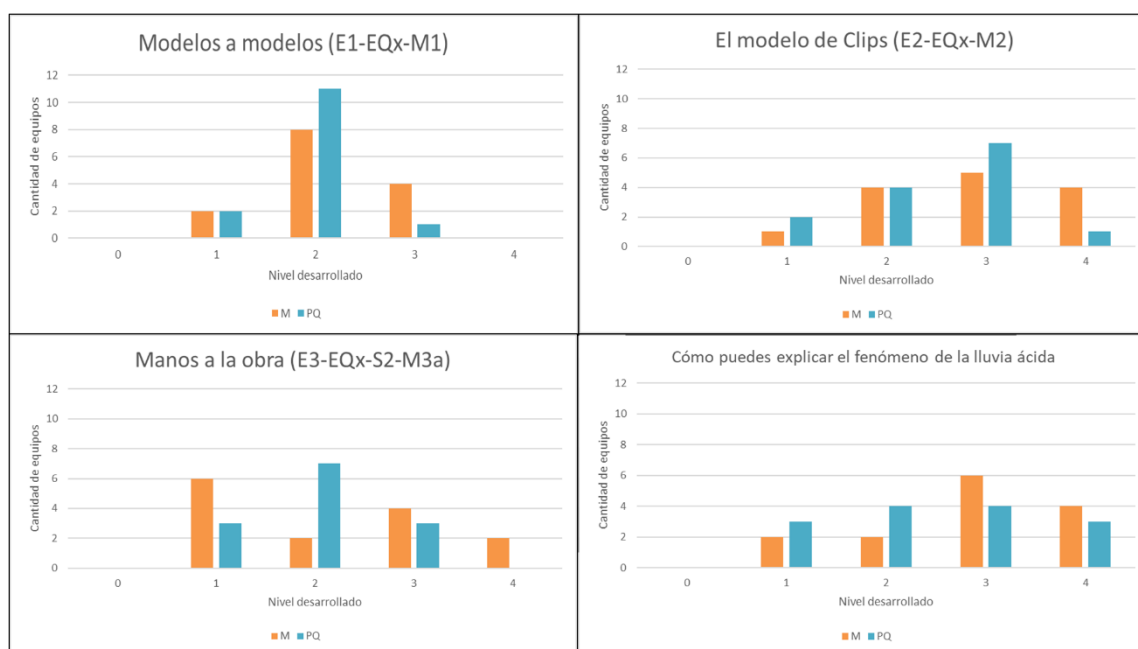 Modelos a modelos (E1-EQx-M1)
Cantidad de equipos
12
10
8
6
4
2
0
0 1 2 3 4
Nivel desarrollado
M PQ
El modelo de Clips (E2-EQx-M2)
Cantidad de equipos
12
10
8
6
4
2
0
0 1 2 3 4
Nivel desarrollado
M PQ
Manos a la obra (E3-EQx-S2-M3a)
Cantidad de equipos
12
10
8
6
4
2
0
0 1 2 3 4
Nivel desarrollado
M PQ
Cómo puedes explicar el fenómeno de la lluvia ácida
Cantidad de equipos
12
10
8
6
4
2
0
0 1 2 3 4
Nivel desarrollado
M PQ